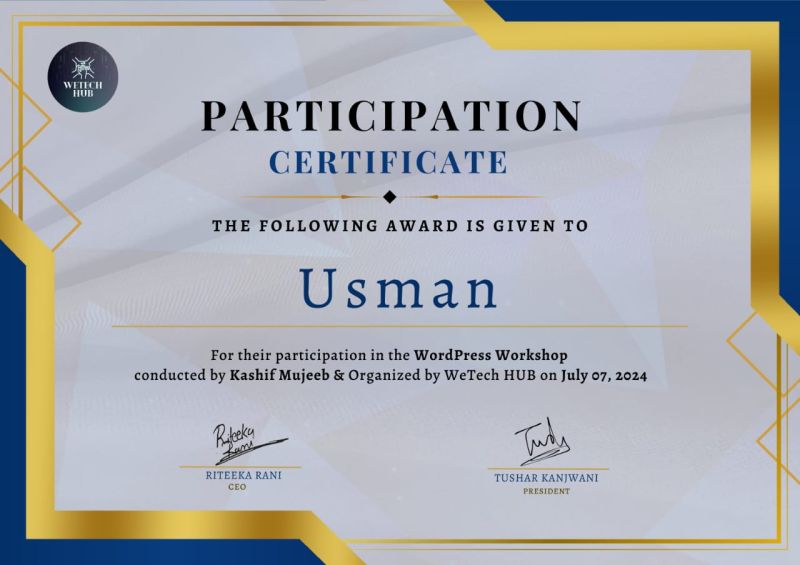 WETECH
HUB
PARTICIPATION
CERTIFICATE
THE FOLLOWING AWARD IS GIVEN TO
Usman
For their participation in the WordPress Workshop
conducted by Kashif Mujeeb & Organized by WeTech HUB on July 07, 2024
Riteeka
Rani
RITEEKA RANI
CEO
TUSHAR KANJWANI
PRESIDENT